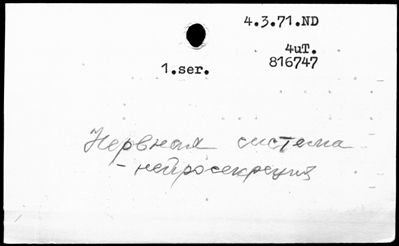 4.3.71.ND
4uT.
1.ser. 816747
Нервная система
- нейросекреция